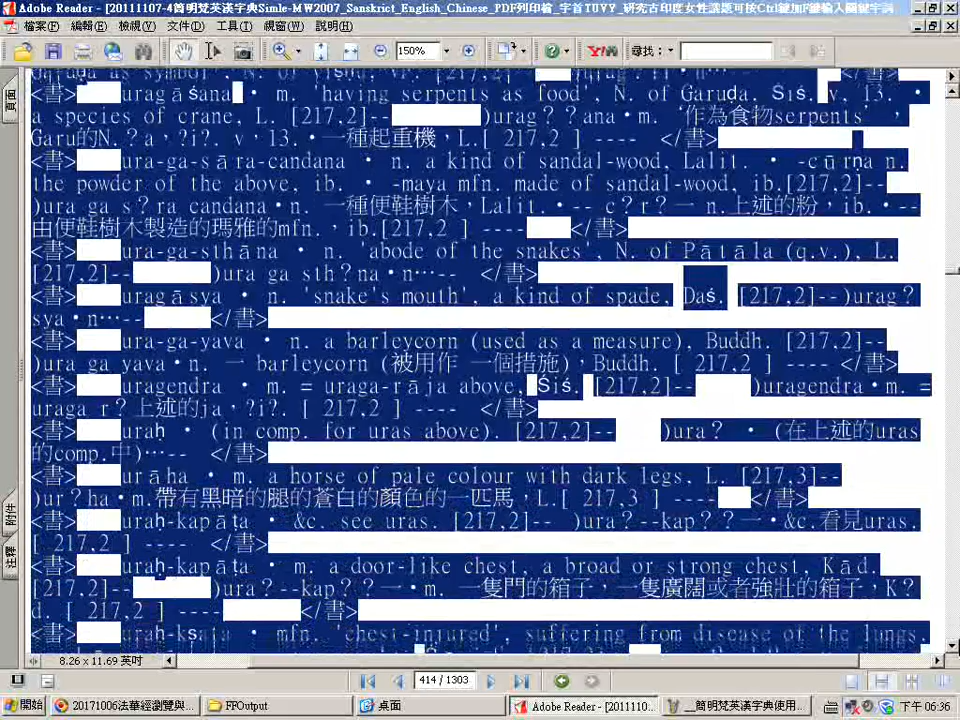 Adobe Reader - [20111107-4簡明梵英漢字典Simle-MW2007_Sanskrict_English_Chinese_PDF列印檔_字首TUVY_研究古印度女性議題可按Ctrl鍵加F鍵輸入關鍵字詞
檔案(F) 編輯(E) 檢視(V) 文件(D) 工具(T) 視窗(W) 說明(H)
150% Y! 尋找：
頁面
<書> uragāśana • m. 'having serpents as food', N. of Garuḍa, Śiś. v, 13. •
a species of crane, L. [217,2]-- )urag？？ana•m. ‘作為食物serpents’，
Garu的N.？a，?i?. v 13.•一種起重機，L.[ 217,2 ] ---- </書>
<書> ura-ga-sāra-candana • n. a kind of sandal-wood, Lalit. • -cūrṇa n.
the powder of the above, ib. • -maya mfn. made of sandal-wood, ib.[217,2]--
)ura ga s？ra candana•n. 一種便鞋樹木，Lalit.•-- c？r？一 n.上述的粉，ib.•--
由便鞋樹木製造的瑪雅的mfn.，ib.[217,2 ] ---- </書>
<書> ura-ga-sthāna • n. 'abode of the snakes', N. of Pātāla (q.v.), L.
[217,2]-- )ura ga sth？na•n…-- </書>
<書> uragāsya • n. 'snake's mouth', a kind of spade, Daś. [217,2]--)urag？
sya•n…-- </書>
<書> ura-ga-yava • n. a barleycorn (used as a measure), Buddh. [217,2]--
)ura ga yava•n. 一 barleycorn (被用作 一個措施)，Buddh. [ 217,2 ] ---- </書>
<書> uragendra • m. = uraga-rāja above, Śiś. [217,2]-- )uragendra•m. =
uraga r？上述的ja，?i?. [ 217,2 ] ---- </書>
<書> uraḥ • (in comp. for uras above). [217,2]-- )ura？ • (在上述的uras
的comp.中)…-- </書>
<書> urāha • m. a horse of pale colour with dark legs, L. [217,3]--
)ur？ha•m.帶有黑暗的腿的蒼白的顏色的一匹馬，L.[ 217,3 ] ---- </書>
<書> uraḥ-kapāṭa • &c. see uras. [217,2]-- )ura？--kap？？一•&c.看見uras.
[ 217,2 ] ---- </書>
<書> uraḥ-kapāṭa • m. a door-like chest, a broad or strong chest, Kād.
[217,2]-- )ura？--kap？？一•m. 一隻門的箱子，一隻廣闊或者強壯的箱子，K？
d. [ 217,2 ] ---- </書>
<書> uraḥ-kṣata • mfn. 'chest-injured', suffering from disease of the lungs,
附件
注釋
8.26 x 11.69 英吋
414 / 1303
開始 20171006法華經瀏覽與... FFOutput 桌面 Adobe Reader - [2011110... __簡明梵英漢字典使用... 下午 06:36